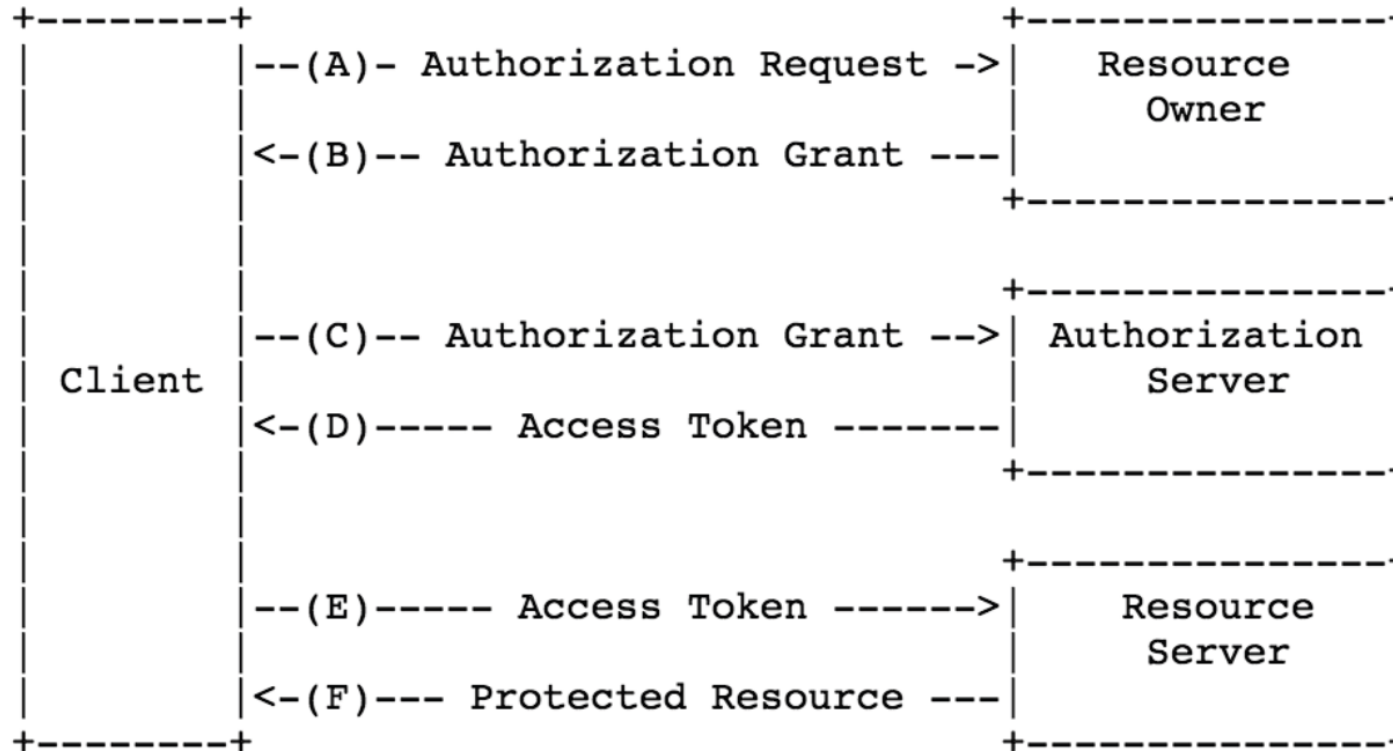 +--------+                               +---------------+
|        |--(A)- Authorization Request ->|   Resource
|        |                               |     Owner
|        |<-(B)-- Authorization Grant ---|
|        |                               +---------------+
|        |
|        |                               +---------------+
|        |--(C)-- Authorization Grant -->| Authorization
| Client |                               |     Server
|        |<-(D)----- Access Token -------|
|        |                               +---------------+
|        |
|        |                               +---------------+
|        |--(E)----- Access Token ------>|    Resource
|        |                               |     Server
|        |<-(F)--- Protected Resource ---|
+--------+                               +---------------+